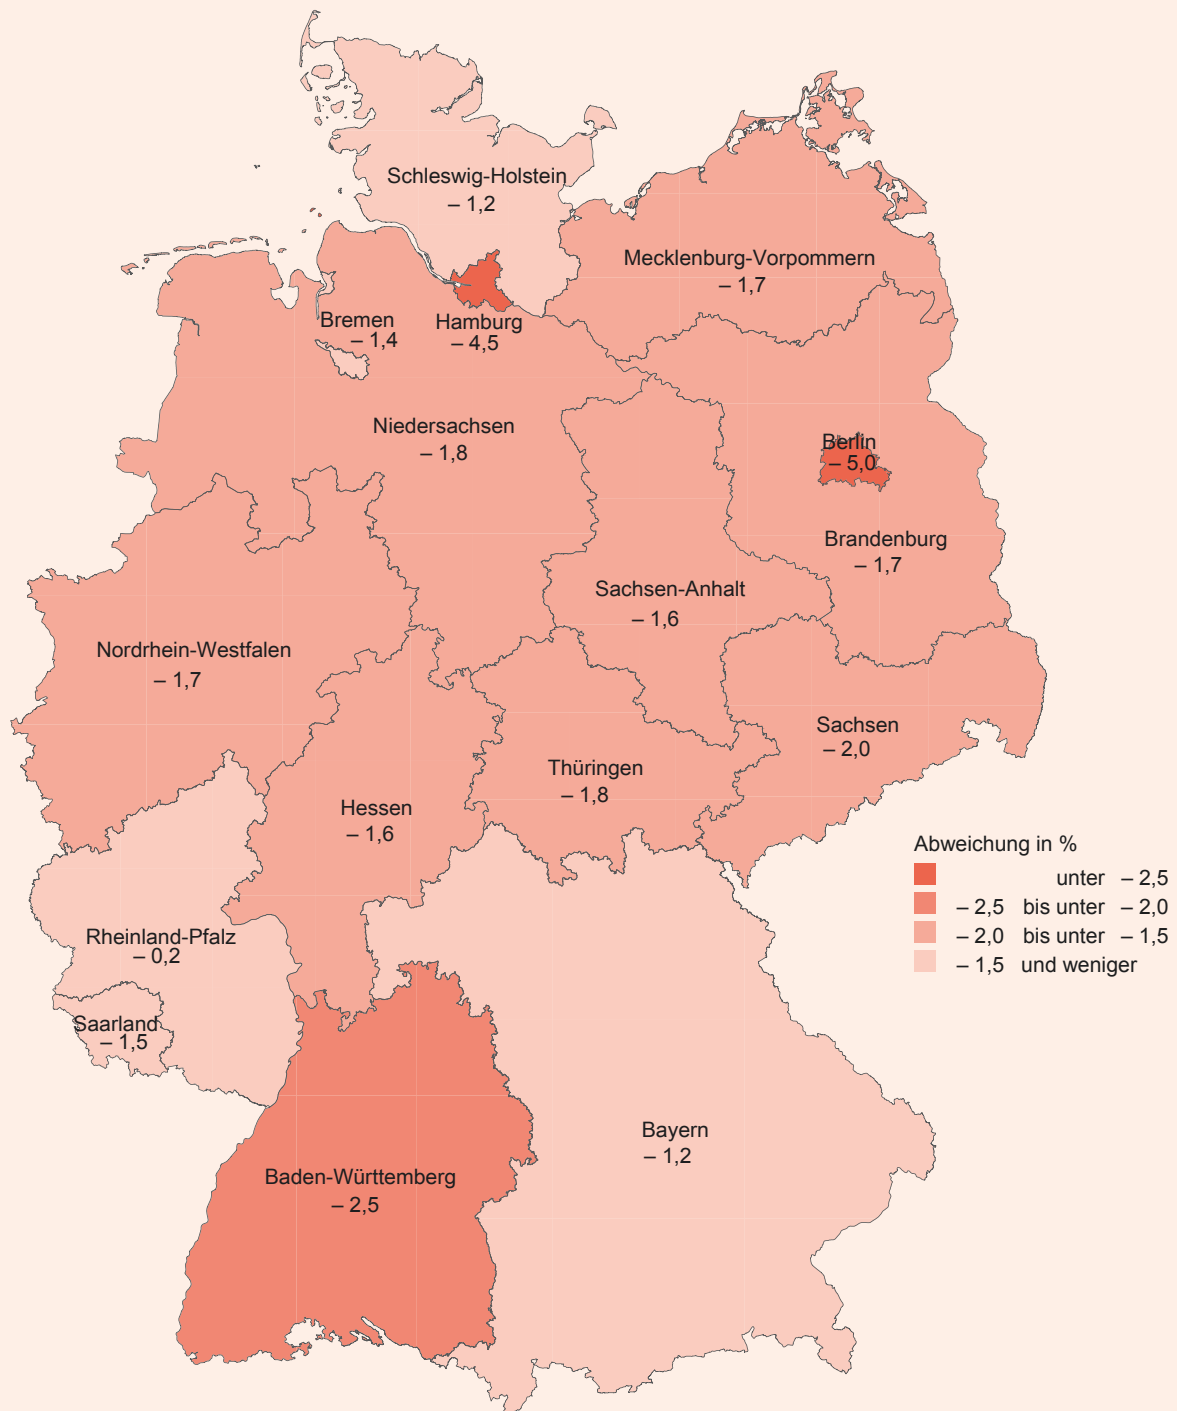 Schleswig-Holstein
– 1,2
Mecklenburg-Vorpommern
– 1,7
Bremen
– 1,4
Hamburg
– 4,5
Niedersachsen
– 1,8
Berlin
– 5,0
Brandenburg
– 1,7
Sachsen-Anhalt
– 1,6
Nordrhein-Westfalen
– 1,7
Sachsen
– 2,0
Thüringen
– 1,8
Hessen
– 1,6
Rheinland-Pfalz
– 0,2
Saarland
– 1,5
Bayern
– 1,2
Baden-Württemberg
– 2,5
Abweichung in %
unter – 2,5
– 2,5 bis unter – 2,0
– 2,0 bis unter – 1,5
– 1,5 und weniger